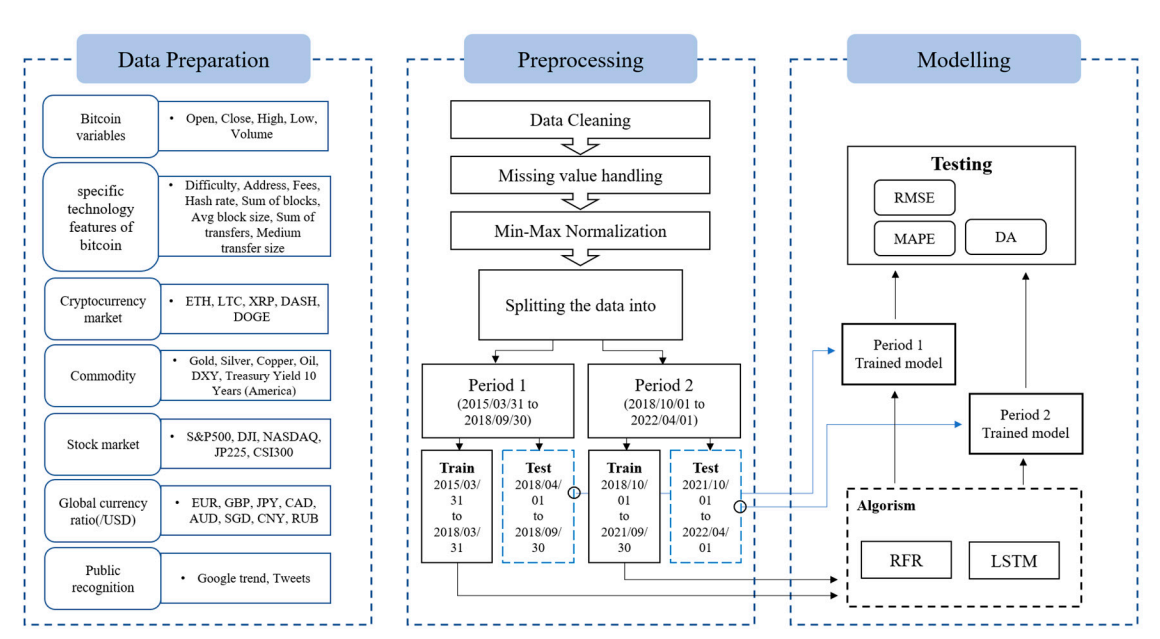 Data Preparation
Bitcoin
variables
• Open, Close, High, Low,
Volume
specific
technology
features of
bitcoin
• Difficulty, Address, Fees,
Hash rate, Sum of blocks,
Avg block size, Sum of
transfers, Medium
transfer size
Cryptocurrency
market
• ETH, LTC, XRP, DASH,
DOGE
Commodity
• Gold, Silver, Copper, Oil,
DXY, Treasury Yield 10
Years (America)
Stock market
• S&P500, DJI, NASDAQ,
JP225, CSI300
Global currency
ratio(/USD)
• EUR, GBP, JPY, CAD,
AUD, SGD, CNY, RUB
Public
recognition
• Google trend, Tweets
Preprocessing
Data Cleaning
Missing value handling
Min-Max Normalization
Splitting the data into
Period 1
(2015/03/31 to
2018/09/30)
Period 2
(2018/10/01 to
2022/04/01)
Train
2015/03/
31
to
2018/03/
31
Test
2018/04/
01
to
2018/09/
30
Train
2018/10/
01
to
2021/09/
30
Test
2021/10/
01
to
2022/04/
01
Modelling
Testing
RMSE
MAPE
DA
Period 1
Trained model
Period 2
Trained model
Algorism
RFR
LSTM